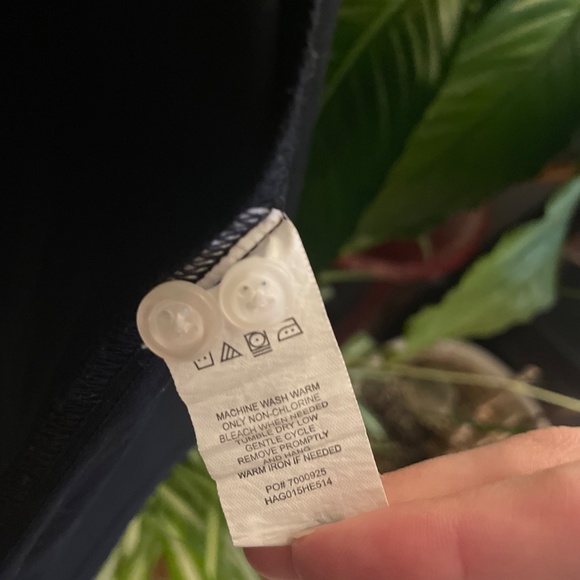 MACHINE WASH WARM
ONLY NON-CHLORINE
BLEACH WHEN NEEDED
TUMBLE DRY LOW
GENTLE CYCLE
REMOVE PROMPTLY
AND HANG
WARM IRON IF NEEDED
PO# 7000925
HAG015HE514